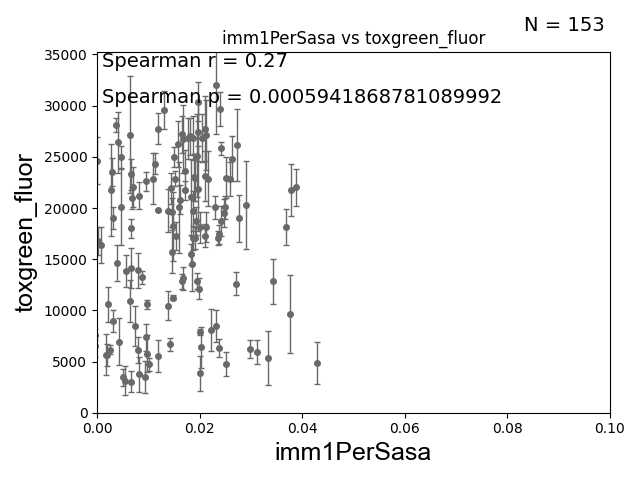 N = 153
imm1PerSasa vs toxgreen_fluor
Spearman r = 0.27
Spearman p = 0.0005941868781089992
35000
30000
25000
20000
15000
10000
5000
0
toxgreen_fluor
0.00 0.02 0.04 0.06 0.08 0.10
imm1PerSasa